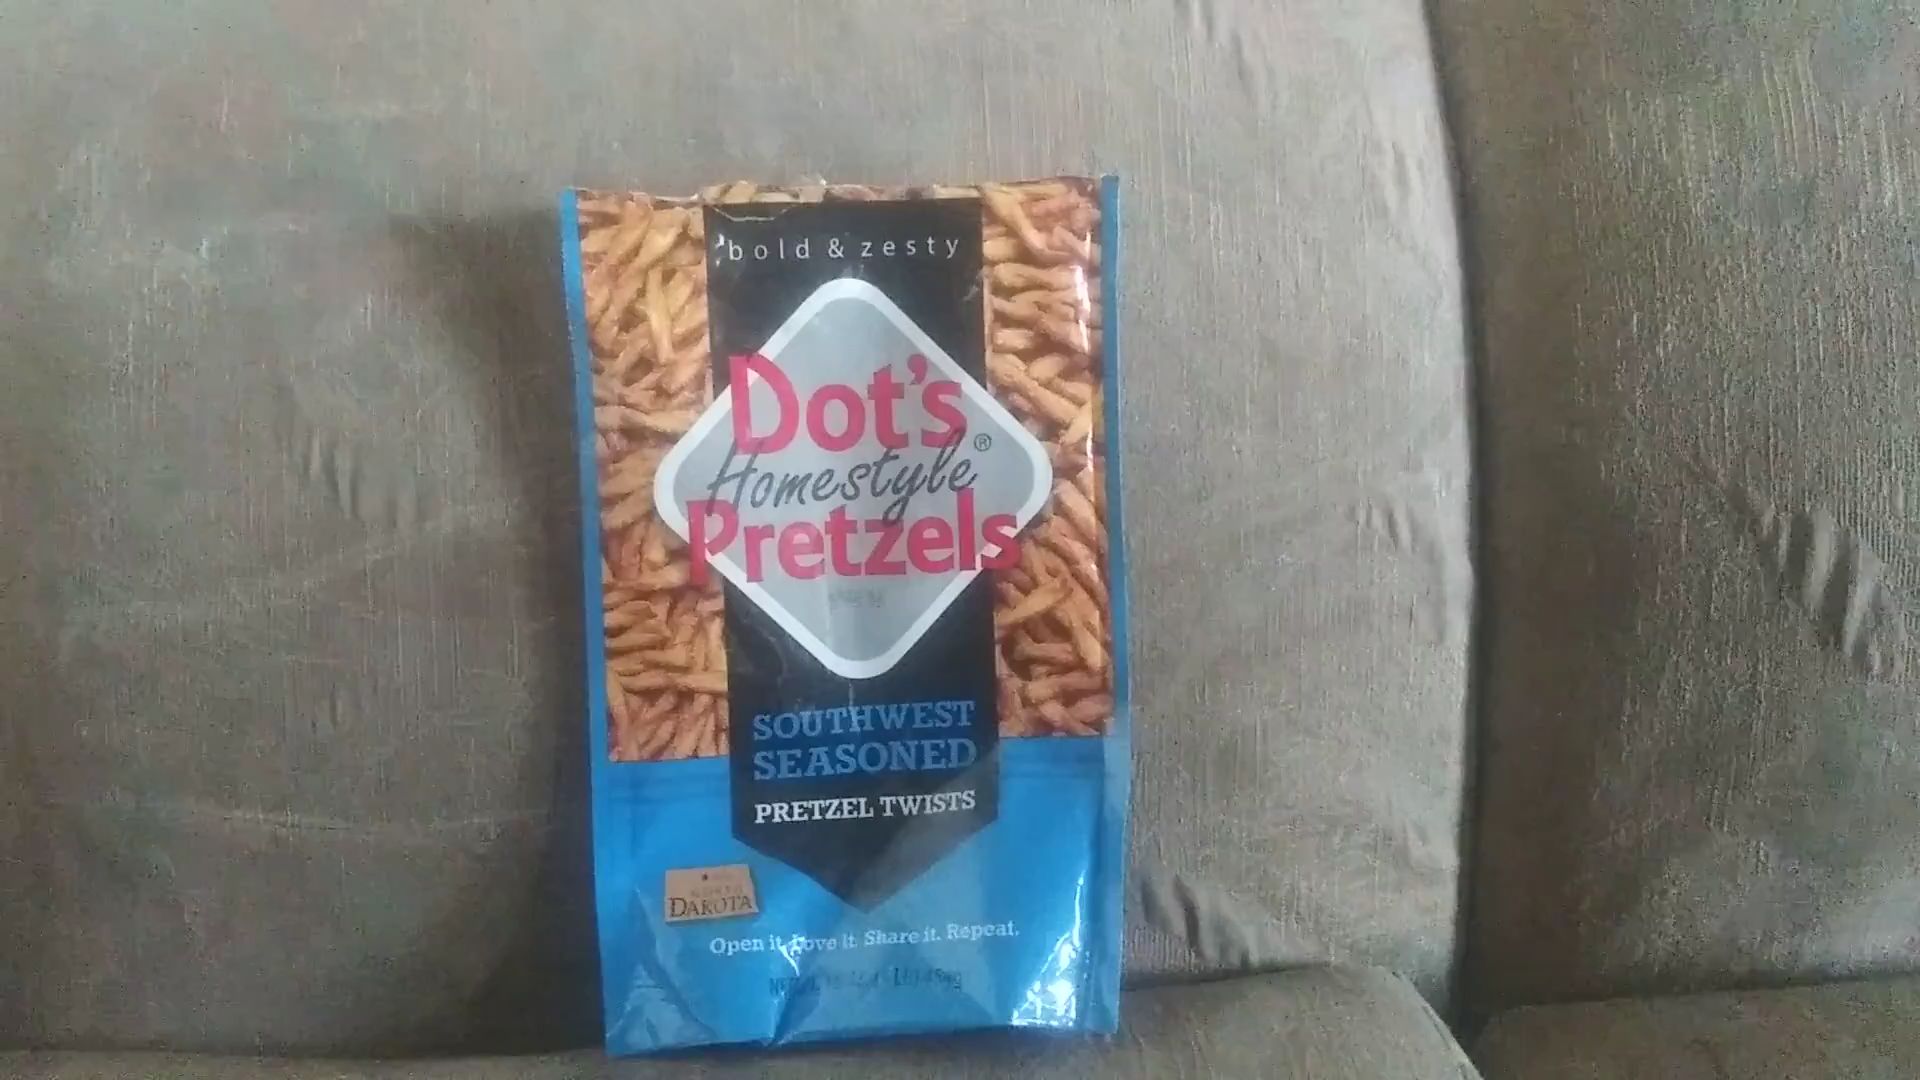 bold & zesty
Dot's
Homestyle®
Pretzels
SOUTHWEST
SEASONED
PRETZEL TWISTS
DAKOTA
Open it. Love it. Share it. Repeat.